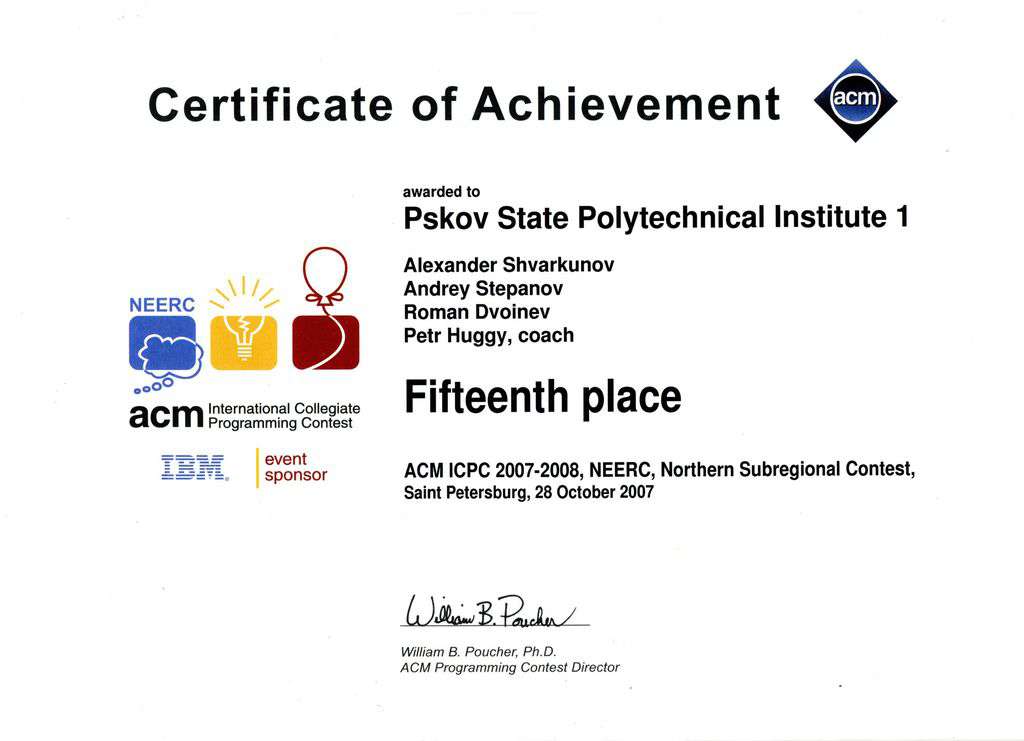 Certificate of Achievement
acm
awarded to
Pskov State Polytechnical Institute 1
Alexander Shvarkunov
Andrey Stepanov
Roman Dvoinev
Petr Huggy, coach
NEERC
acm International Collegiate
Programming Contest
IBM
event
sponsor
Fifteenth place
ACM ICPC 2007-2008, NEERC, Northern Subregional Contest,
Saint Petersburg, 28 October 2007
William B. Poucher
William B. Poucher, Ph.D.
ACM Programming Contest Director